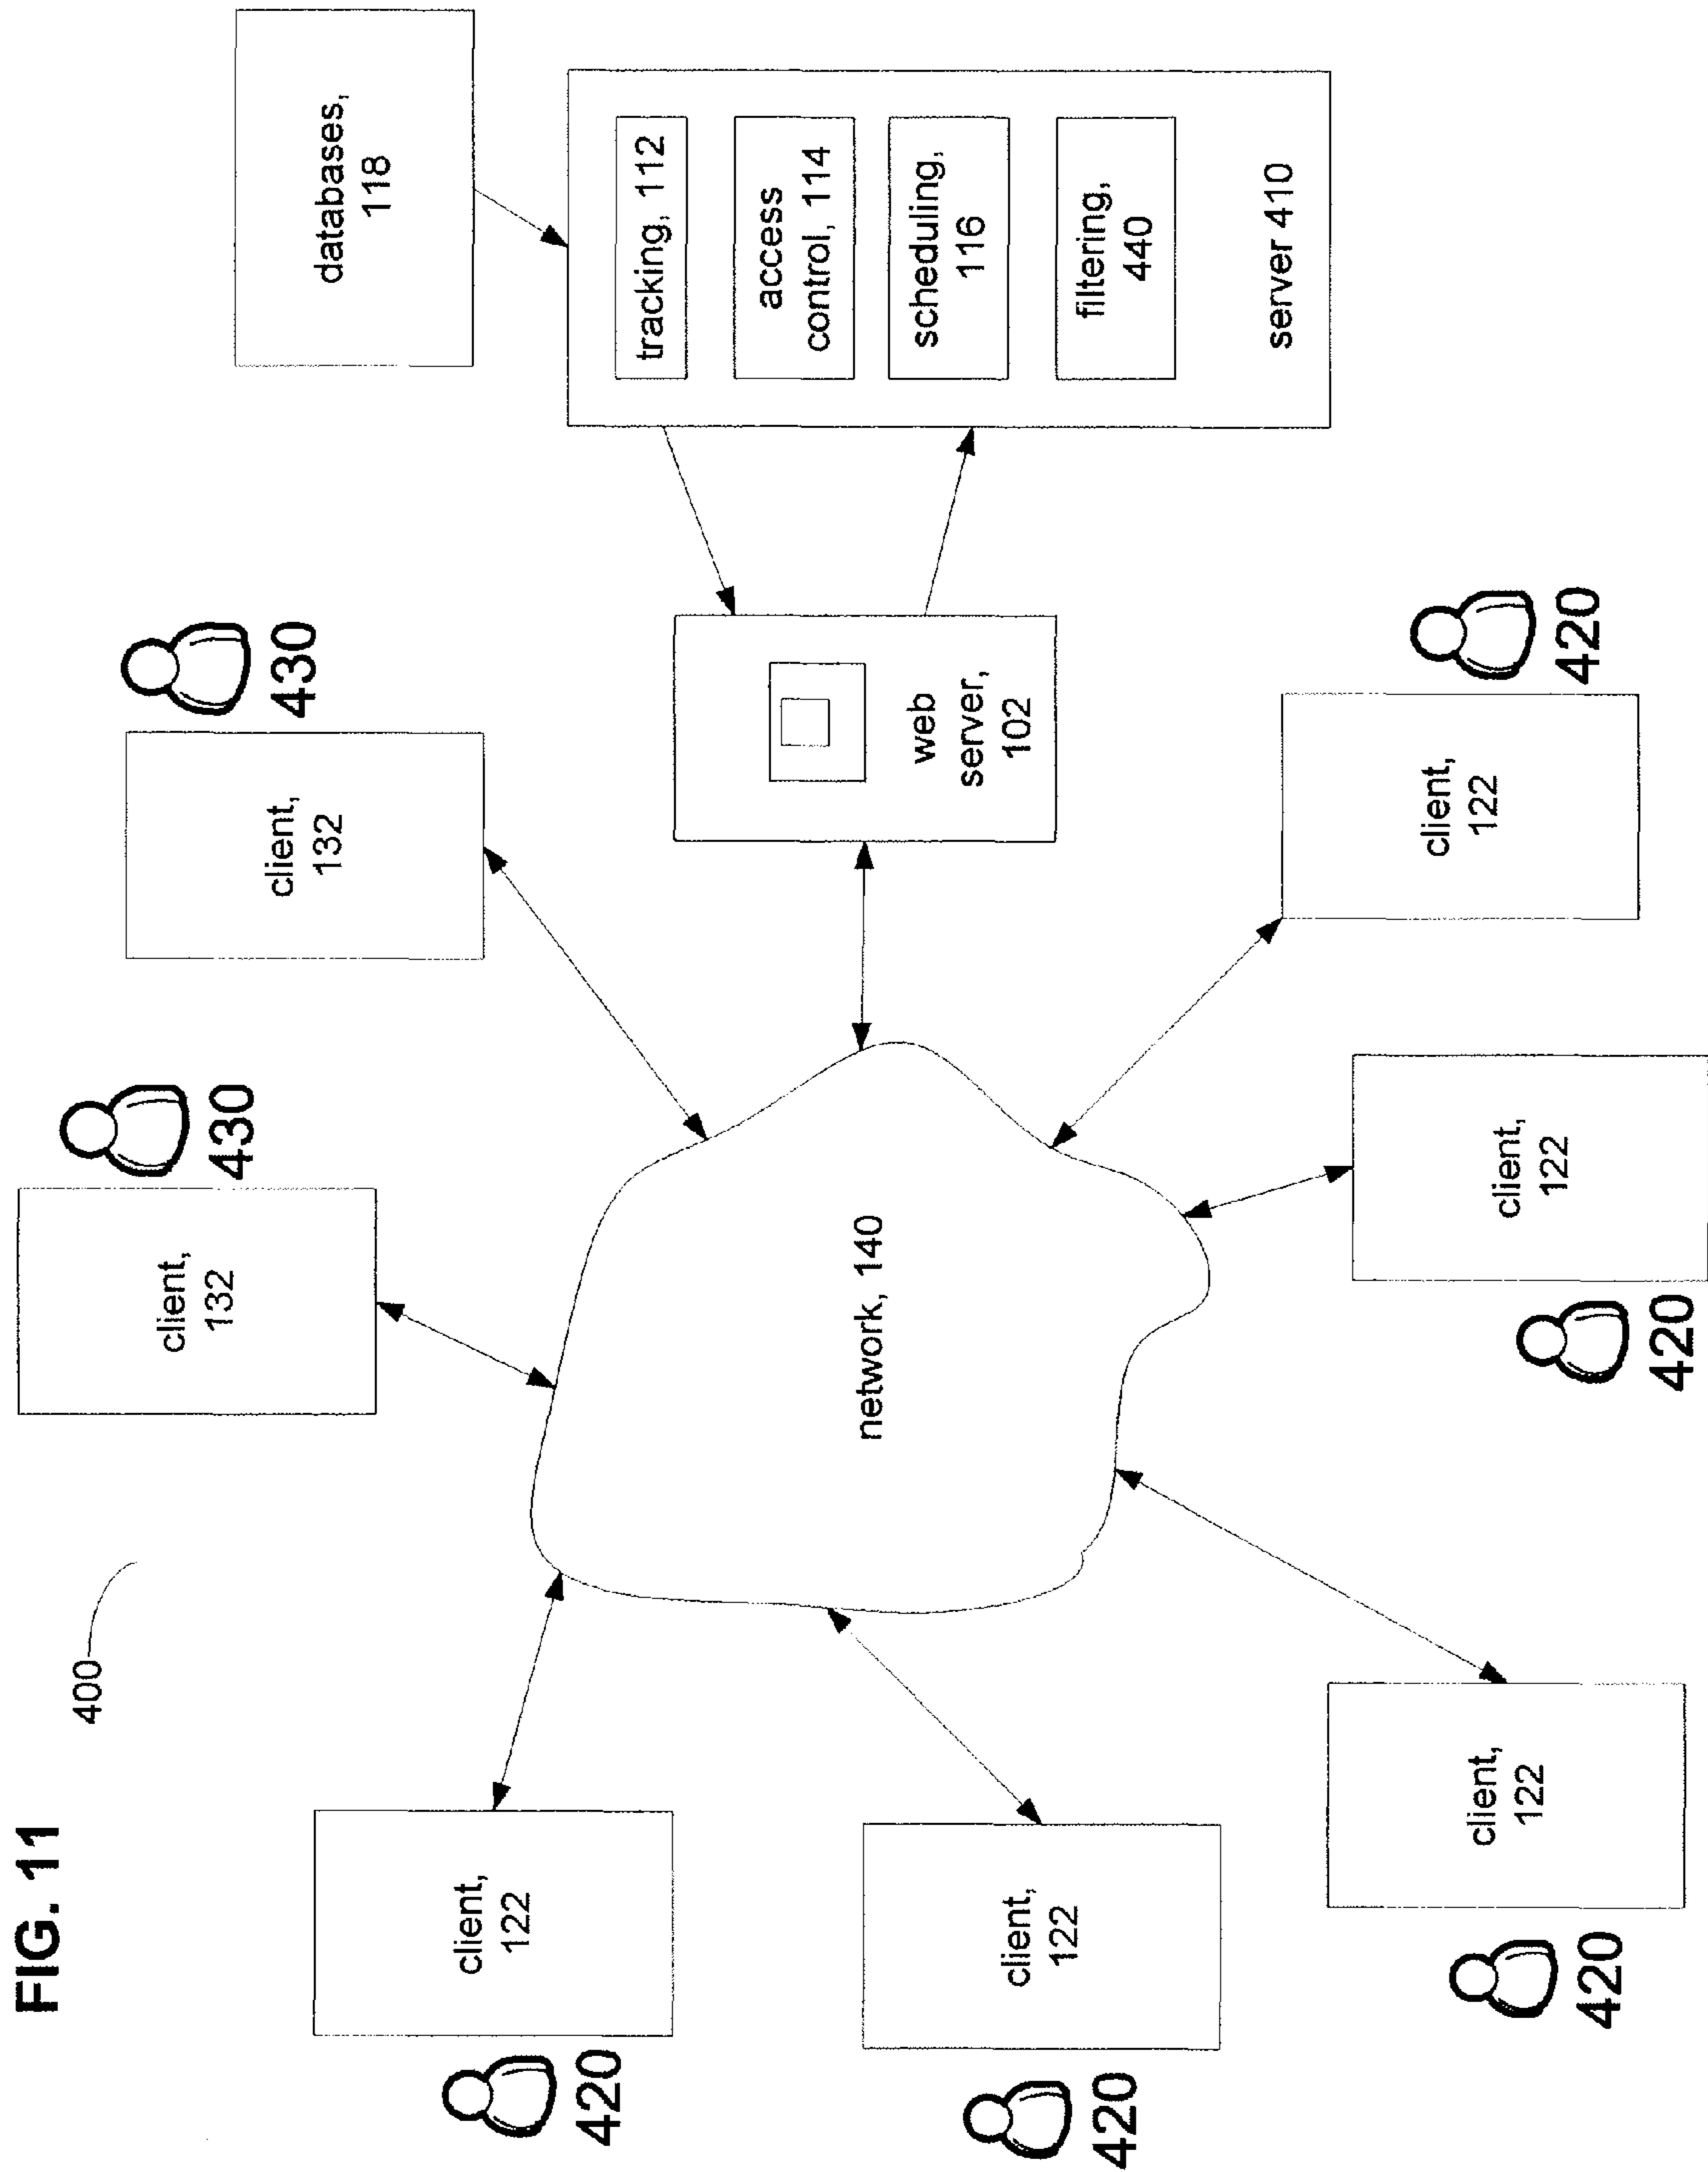 FIG. 11
400
client,
122
420
client,
122
420
client,
122
420
client,
132
430
client,
132
430
network, 140
client,
122
420
client,
122
420
web
server,
102
databases,
118
tracking, 112
access
control, 114
scheduling,
116
filtering,
440
server 410